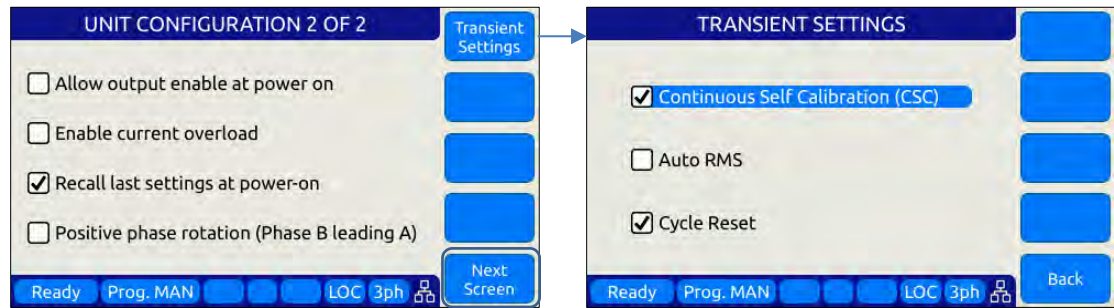 UNIT CONFIGURATION 2 OF 2
Transient
Settings
Allow output enable at power on
Enable current overload
Recall last settings at power-on
Positive phase rotation (Phase B leading A)
Next
Screen
Ready Prog. MAN LOC 3ph
TRANSIENT SETTINGS
Continuous Self Calibration (CSC)
Auto RMS
Cycle Reset
Back
Ready Prog. MAN LOC 3ph